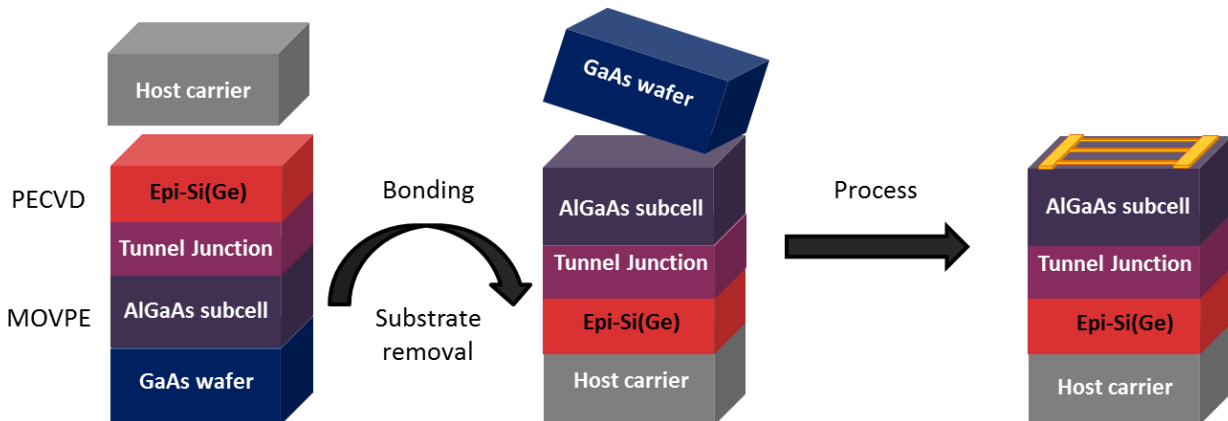 Host carrier
PECVD
Epi-Si(Ge)
Tunnel Junction
MOVPE
AlGaAs subcell
GaAs wafer
Bonding
Substrate
removal
GaAs wafer
AlGaAs subcell
Tunnel Junction
Epi-Si(Ge)
Host carrier
Process
AlGaAs subcell
Tunnel Junction
Epi-Si(Ge)
Host carrier